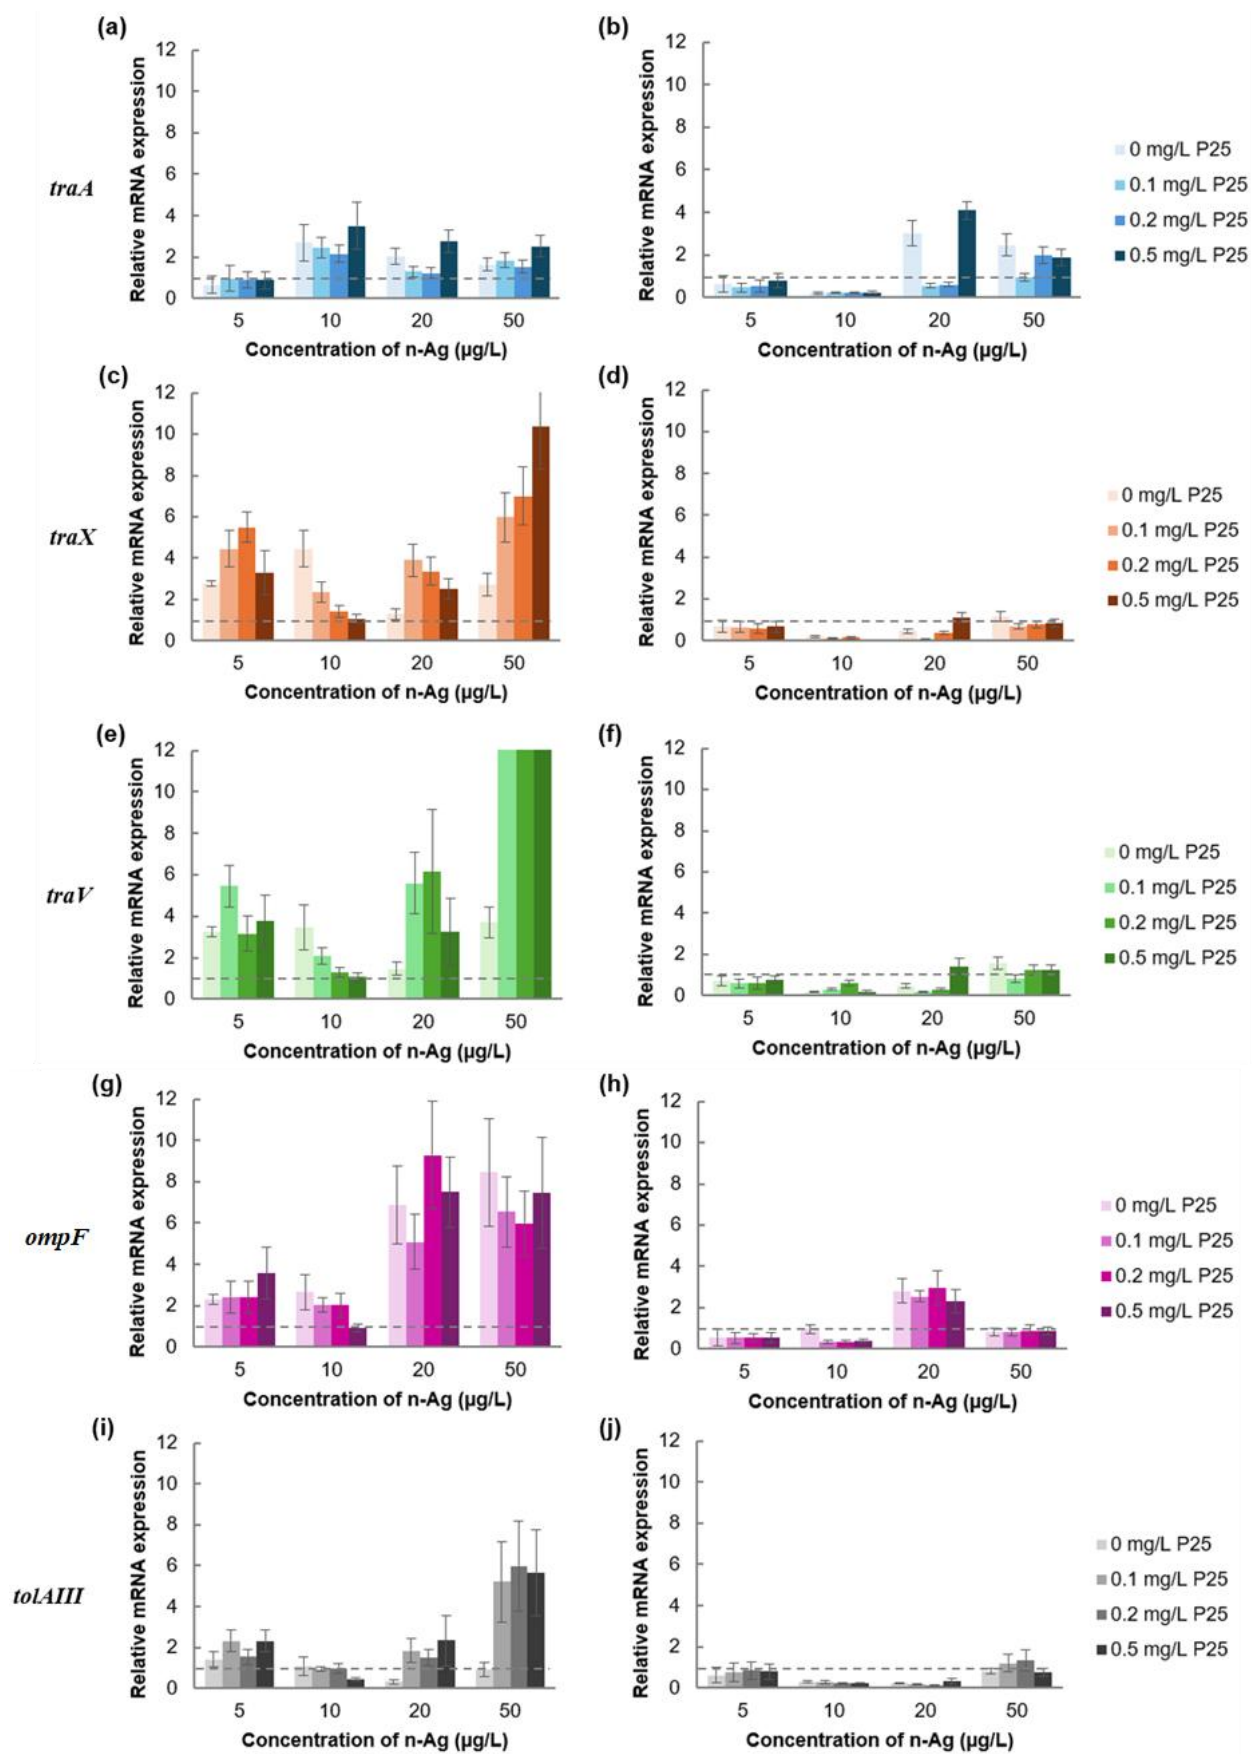 (a)
(b)
12
10
8
6
4
2
0
Relative mRNA expression
5 10 20 50
Concentration of n-Ag (µg/L)
traA
12
10
8
6
4
2
0
Relative mRNA expression
5 10 20 50
Concentration of n-Ag (µg/L)
0 mg/L P25
0.1 mg/L P25
0.2 mg/L P25
0.5 mg/L P25
(c)
(d)
12
10
8
6
4
2
0
Relative mRNA expression
5 10 20 50
Concentration of n-Ag (µg/L)
traX
12
10
8
6
4
2
0
Relative mRNA expression
5 10 20 50
Concentration of n-Ag (µg/L)
0 mg/L P25
0.1 mg/L P25
0.2 mg/L P25
0.5 mg/L P25
(e)
(f)
12
10
8
6
4
2
0
Relative mRNA expression
5 10 20 50
Concentration of n-Ag (µg/L)
traV
12
10
8
6
4
2
0
Relative mRNA expression
5 10 20 50
Concentration of n-Ag (µg/L)
0 mg/L P25
0.1 mg/L P25
0.2 mg/L P25
0.5 mg/L P25
(g)
(h)
12
10
8
6
4
2
0
Relative mRNA expression
5 10 20 50
Concentration of n-Ag (µg/L)
ompF
12
10
8
6
4
2
0
Relative mRNA expression
5 10 20 50
Concentration of n-Ag (µg/L)
0 mg/L P25
0.1 mg/L P25
0.2 mg/L P25
0.5 mg/L P25
(i)
(j)
12
10
8
6
4
2
0
Relative mRNA expression
5 10 20 50
Concentration of n-Ag (µg/L)
tolAIII
12
10
8
6
4
2
0
Relative mRNA expression
5 10 20 50
Concentration of n-Ag (µg/L)
0 mg/L P25
0.1 mg/L P25
0.2 mg/L P25
0.5 mg/L P25